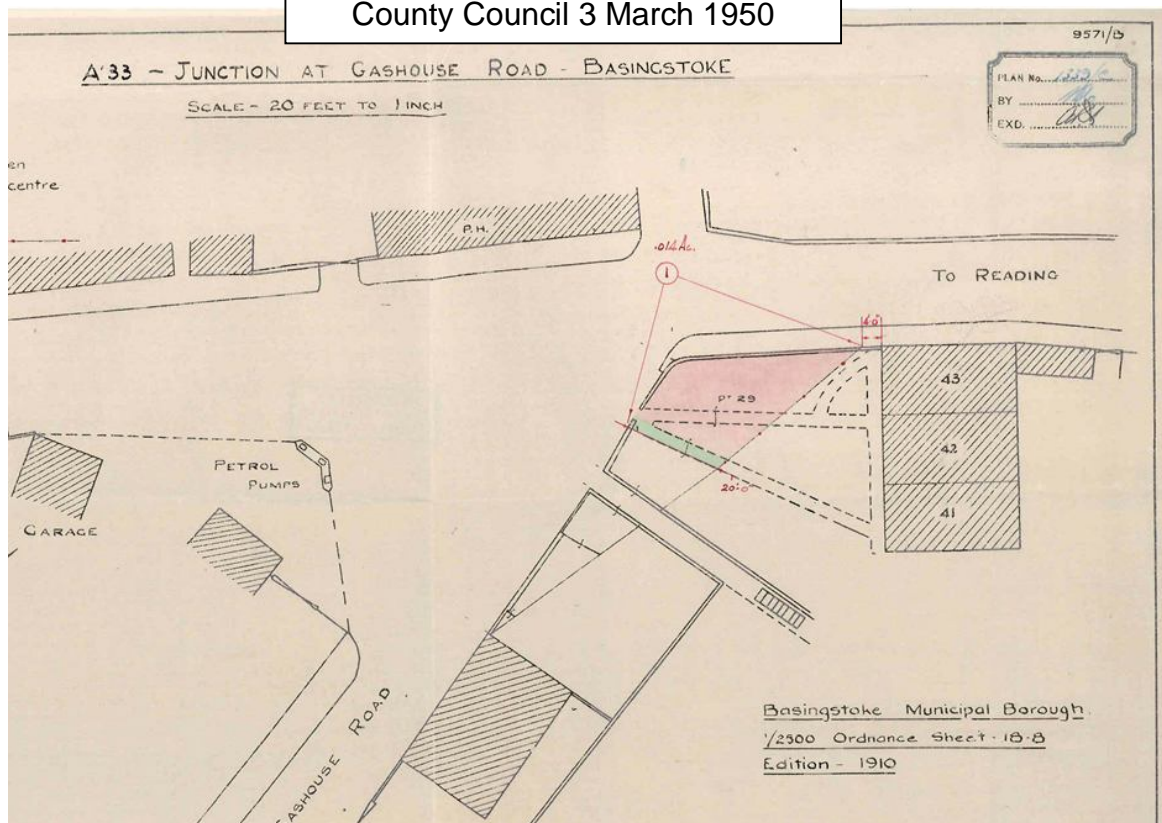 County Council 3 March 1950
9571/B
A'33 - JUNCTION AT GASHOUSE ROAD - BASINGSTOKE
SCALE - 20 FEET TO 1 INCH
PLAN No.
BY
EXD.
en
centre
P.H.
.014 Ac.
1
TO READING
43
Pt 29
42
PETROL
PUMPS
20'-0"
41
GARAGE
GASHOUSE ROAD
Basingstoke Municipal Borough.
1/2500 Ordnance Sheet · 18·8
Edition - 1910